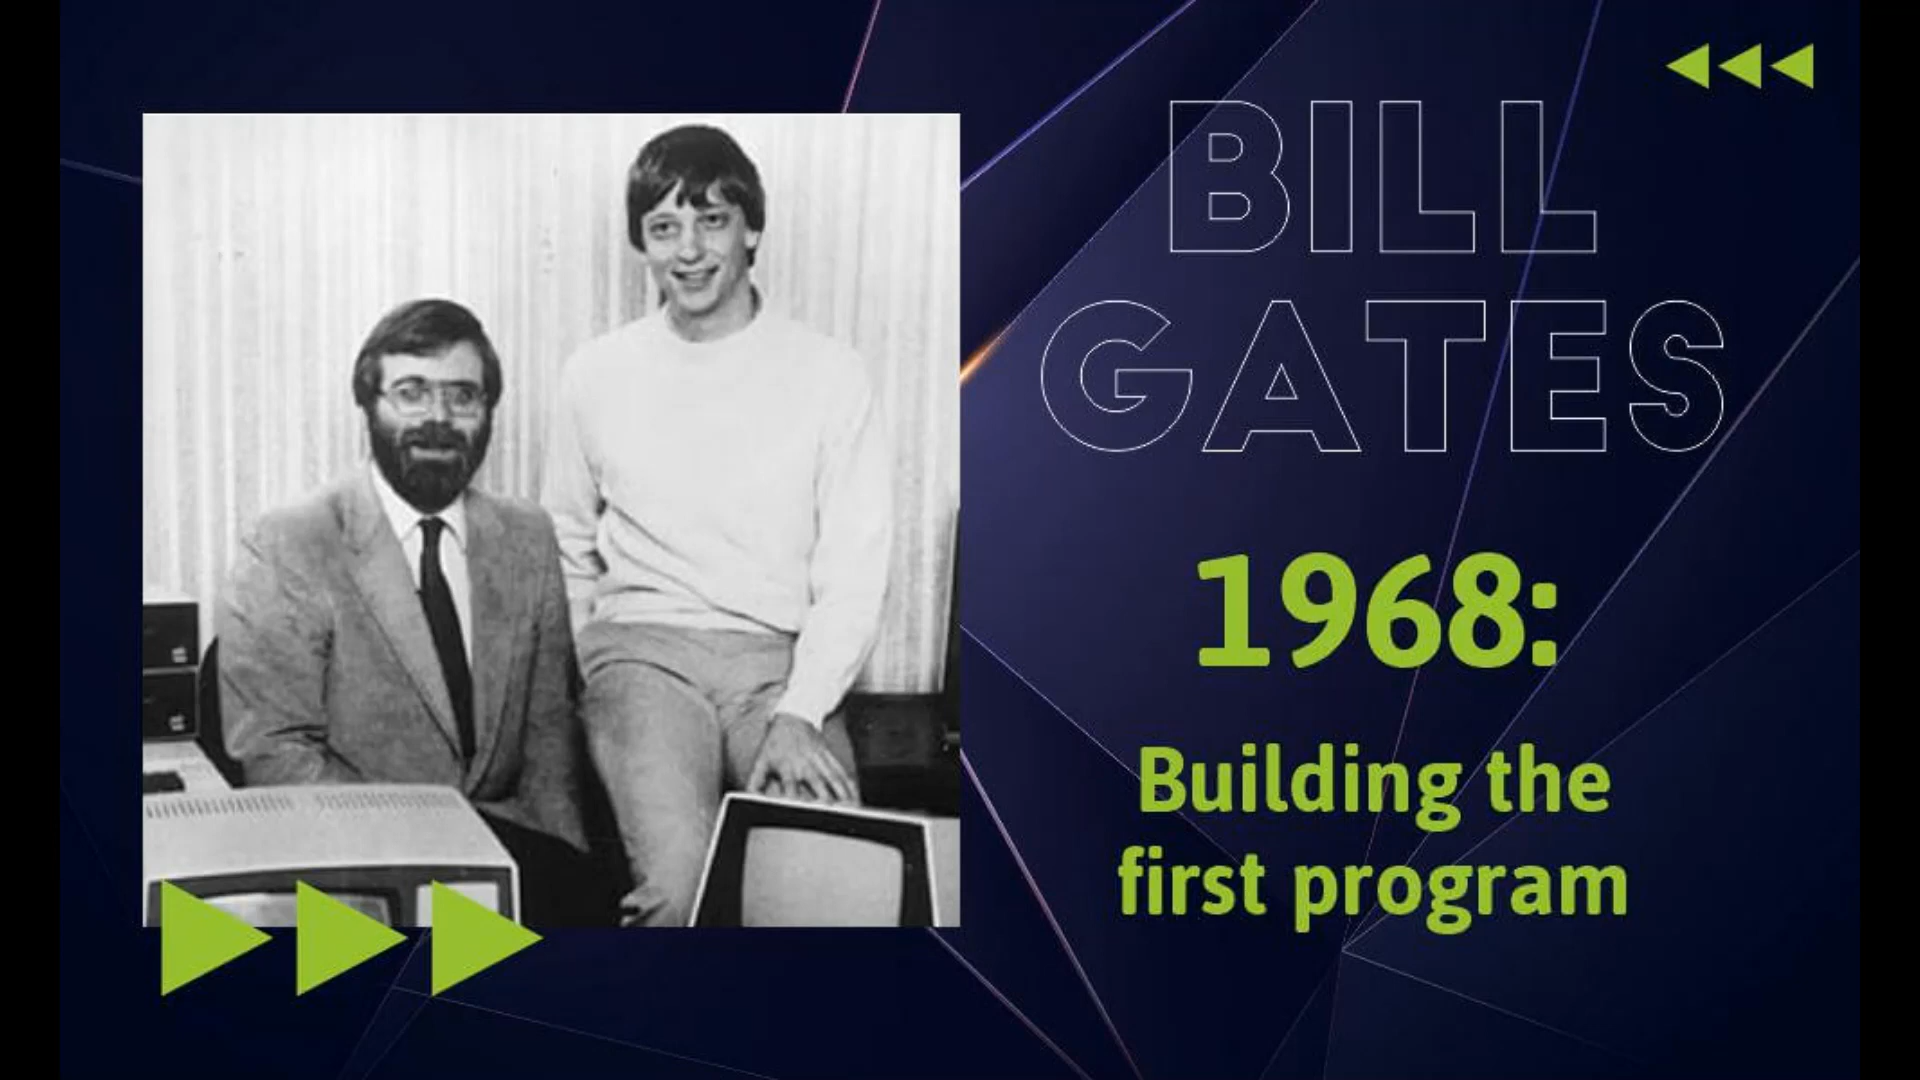 BILL
GATES
1968:
Building the
first program